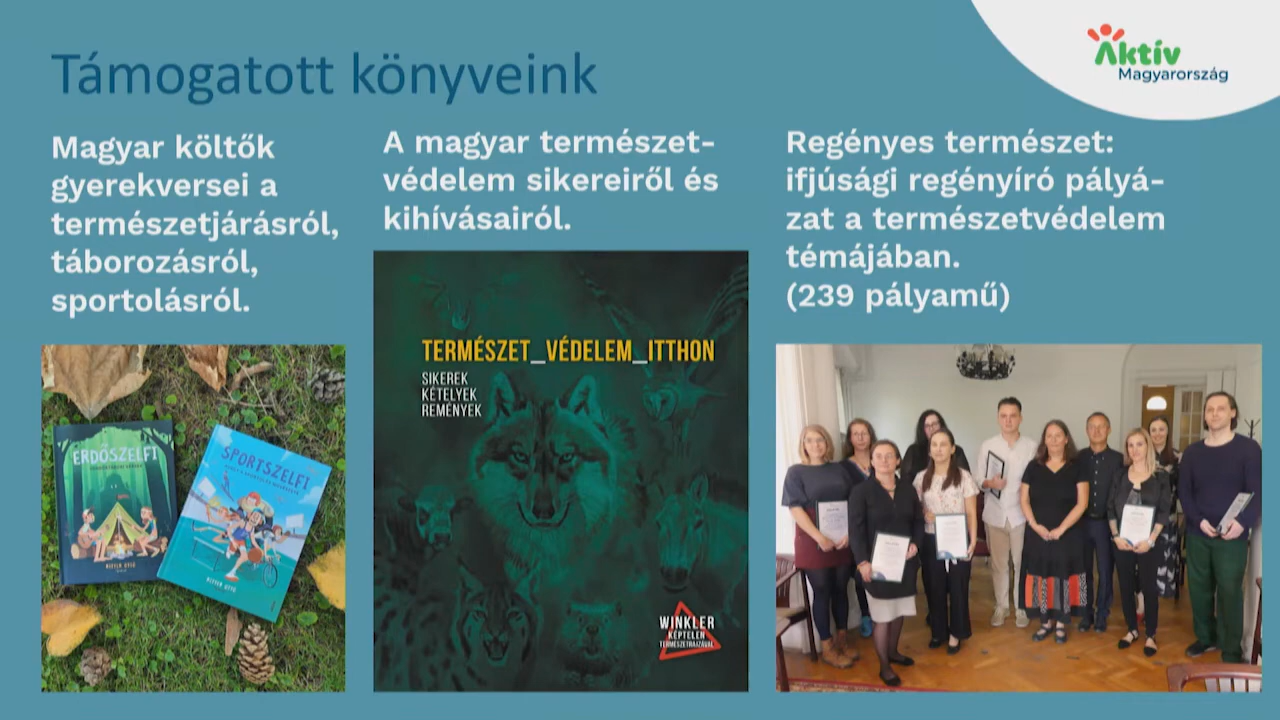 Aktív
Magyarország
Támogatott könyveink
Magyar költők
gyerekversei a
természetjárásról,
táborozásról,
sportolásról.
A magyar természet-
védelem sikereiről és
kihívásairól.
Regényes természet:
ifjúsági regényíró pályá-
zat a természetvédelem
témájában.
(239 pályamű)
ERDŐSZELFI
SPORTSZELFI
TERMÉSZET_VÉDELEM_ITTHON
SIKEREK
KÉTELYEK
REMÉNYEK
WINKLER
KÉPTELEN
TERMÉSZETRAJZÁVAL